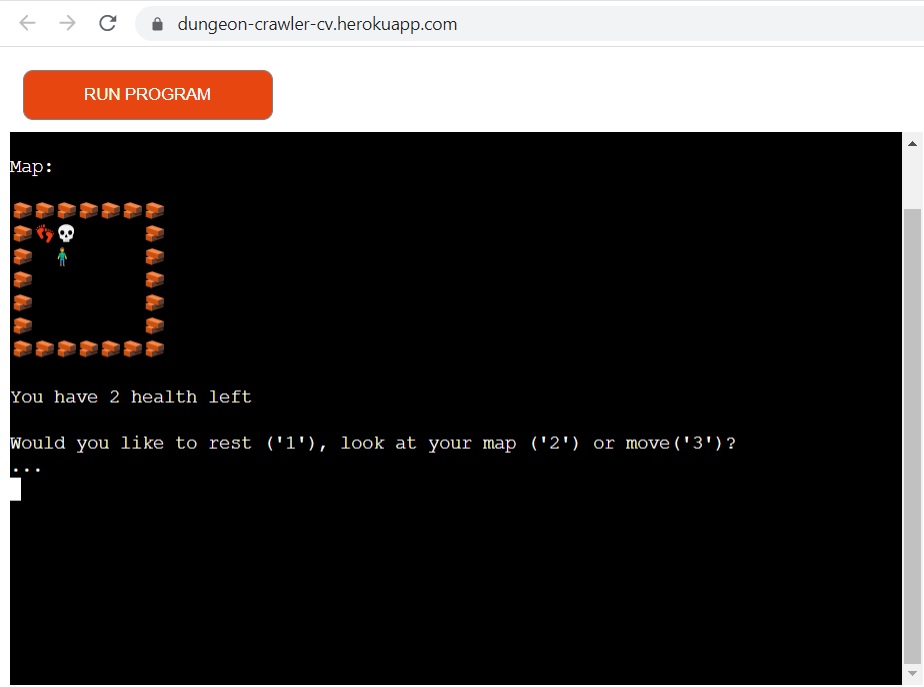 dungeon-crawler-cv.herokuapp.com
RUN PROGRAM
Map:
You have 2 health left
Would you like to rest ('1'), look at your map ('2') or move('3')?
...